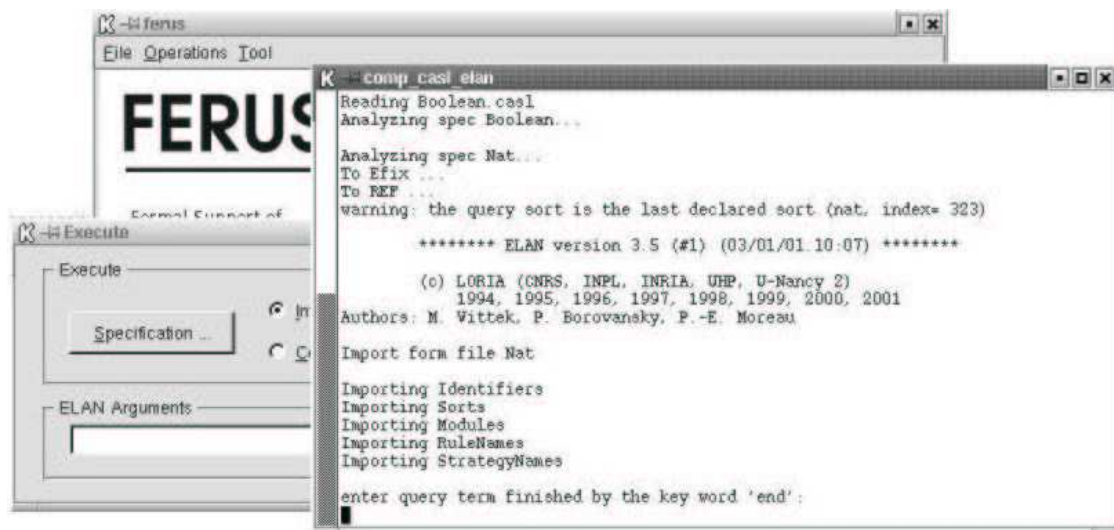 ferus
File Operations Tool
FERUS
Formal Support of
Execute
Execute
Specification ...
ELAN Arguments
comp_casl_elan
Reading Boolean.casl
Analyzing spec Boolean...
Analyzing spec Nat...
To Efix ...
To REF ...
warning: the query sort is the last declared sort (nat, index= 323)
******** ELAN version 3.5 (#1) (03/01/01.10:07) ********
(c) LORIA (CNRS, INPL, INRIA, UHP, U-Nancy 2)
1994, 1995, 1996, 1997, 1998, 1999, 2000, 2001
Authors: M. Vittek, P. Borovansky, P.-E. Moreau
Import form file Nat
Importing Identifiers
Importing Sorts
Importing Modules
Importing RuleNames
Importing StrategyNames
enter query term finished by the key word 'end':